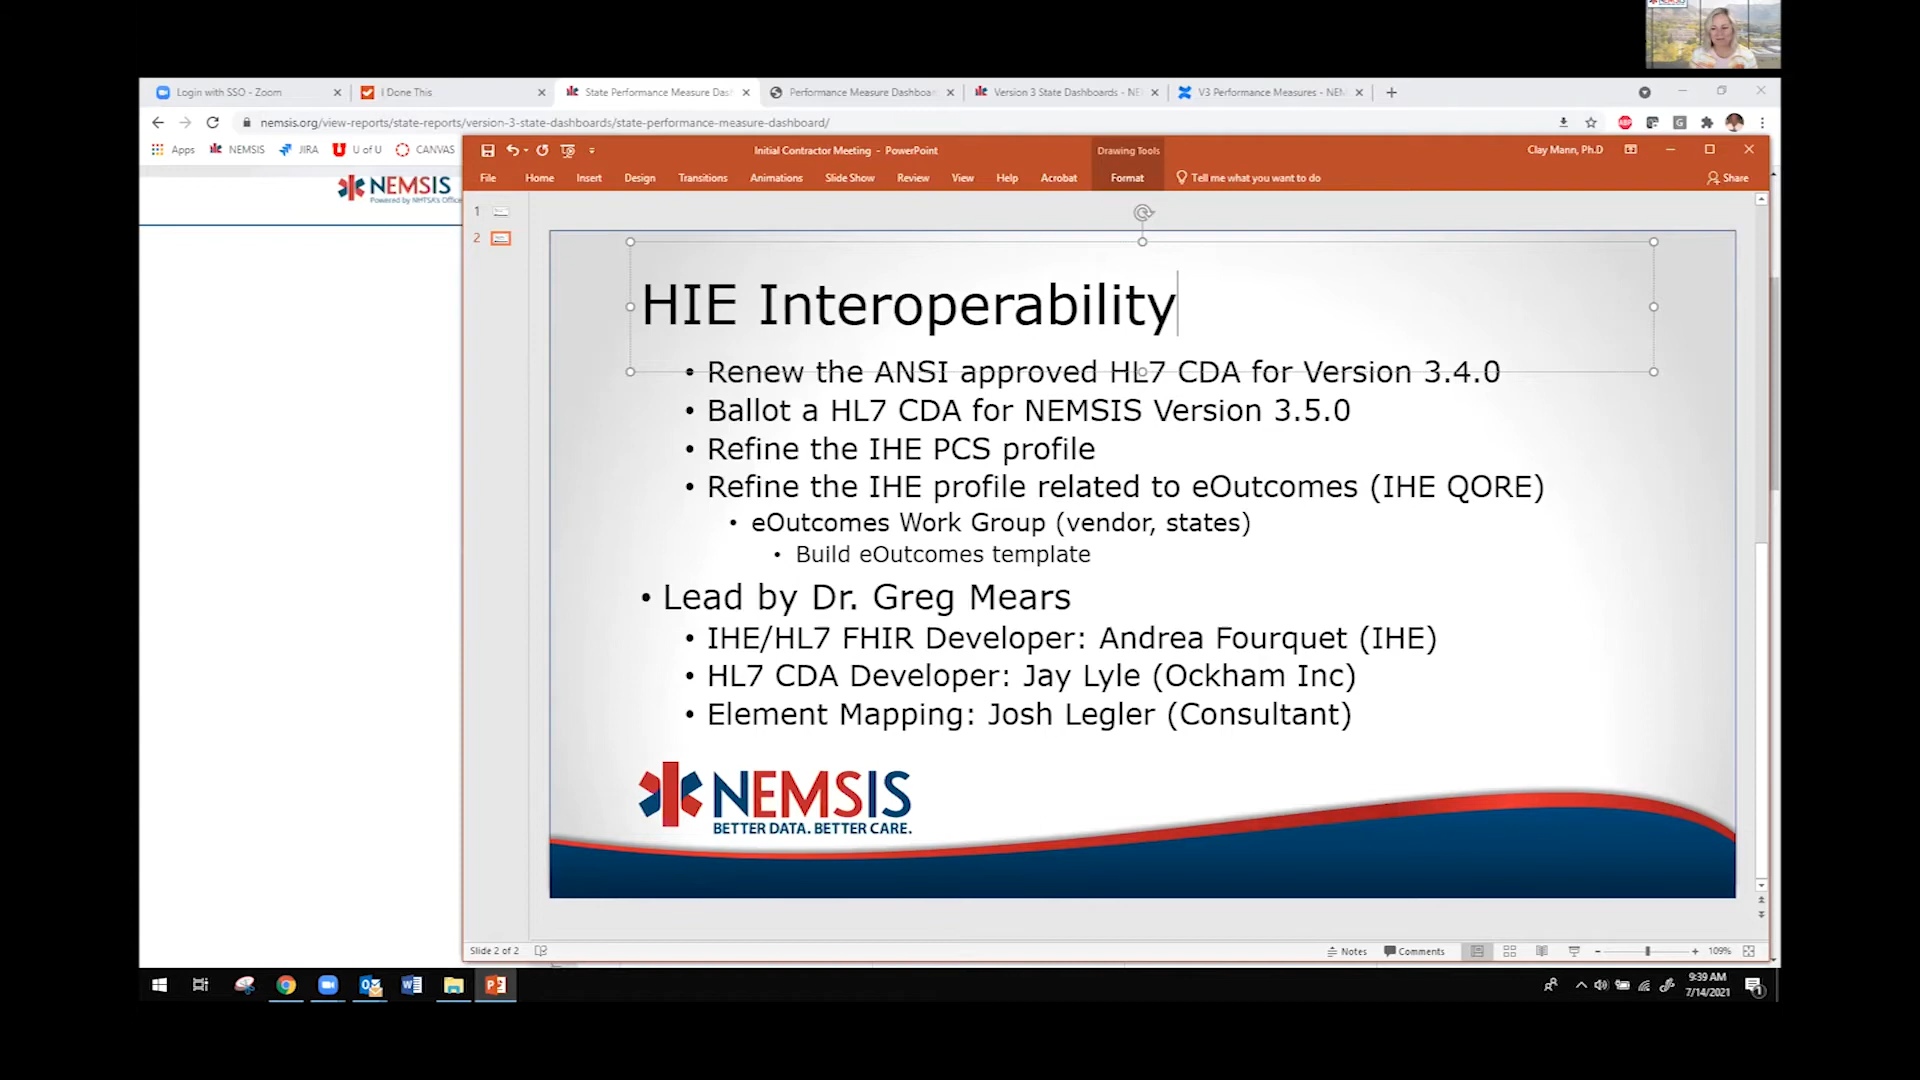 NEMSIS
Login with SSO - Zoom
I Done This
State Performance Measure Das
Performance Measure Dashboar
Version 3 State Dashboards - NE
V3 Performance Measures - NEM
nemsis.org/view-reports/state-reports/version-3-state-dashboards/state-performance-measure-dashboard/
ABP
G
Apps
NEMSIS
JIRA
U of U
CANVAS
NEMSIS
Powered by NHTSA's Office
Initial Contractor Meeting - PowerPoint
Drawing Tools
Clay Mann, Ph.D
File
Home
Insert
Design
Transitions
Animations
Slide Show
Review
View
Help
Acrobat
Format
Tell me what you want to do
Share
1
2
HIE Interoperability
• Renew the ANSI approved HL7 CDA for Version 3.4.0
• Ballot a HL7 CDA for NEMSIS Version 3.5.0
• Refine the IHE PCS profile
• Refine the IHE profile related to eOutcomes (IHE QORE)
• eOutcomes Work Group (vendor, states)
• Build eOutcomes template
• Lead by Dr. Greg Mears
• IHE/HL7 FHIR Developer: Andrea Fourquet (IHE)
• HL7 CDA Developer: Jay Lyle (Ockham Inc)
• Element Mapping: Josh Legler (Consultant)
NEMSIS
BETTER DATA. BETTER CARE.
Slide 2 of 2
Notes
Comments
109%
9:39 AM
7/14/2021
1